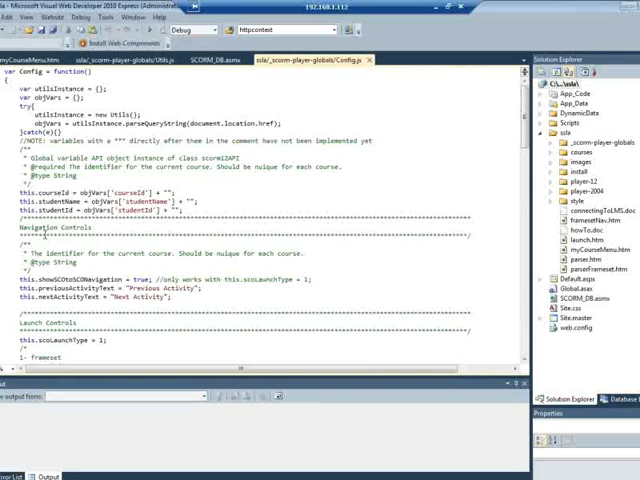 - Microsoft Visual Web Developer 2010 Express (Administrat
192.168.1.112
Edit View Website Debug Tools Window Help
Debug
httpcontext
Install Web Components
myCourseMenu.htm
ssla/_scorm-player-globals/Utils.js
SCORM_DB.asmx
ssla/_scorm-player-globals/Config.js
var Config = function()
{
var utilsInstance = {};
var objVars = {};
try{
utilsInstance = new Utils();
objVars = utilsInstance.parseQueryString(document.location.href);
}catch(e){}
//NOTE: variables with a "*" directly after them in the comment have not been implemented yet
/**
* Global variable API object instance of class scorm12API
* @required The identifier for the current course. Should be nuique for each course.
* @type String
*/
this.courseId = objVars['courseId'] + "";
this.studentName = objVars['studentName'] + "";
this.studentId = objVars['studentId'] + "";
Navigation Controls
/**
* The identifier for the current course. Should be nuique for each course.
* @type String
*/
this.showSCOtoSCONavigation = true; //only works with this.scoLaunchType = 1;
this.previousActivityText = "Previous Activity";
this.nextActivityText = "Next Activity";
Launch Controls
this.scoLaunchType = 1;
/*
1- frameset
Output
Show output from:
Error List
Output
Solution Explorer
C:\...\ssla\
App_Code
App_Data
DynamicData
Scripts
ssla
_scorm-player-globals
courses
images
install
player-12
player-2004
style
connectingToLMS.doc
framesetNav.htm
howTo.doc
launch.htm
myCourseMenu.htm
parser.htm
parserFrameset.htm
Default.aspx
Global.asax
SCORM_DB.asmx
Site.css
Site.master
web.config
Solution Explorer
Database
Properties